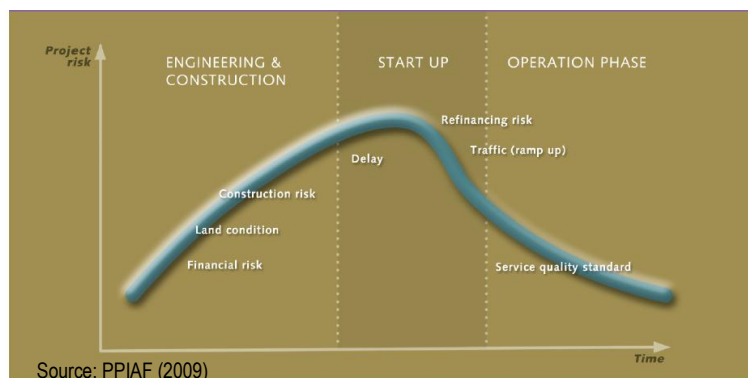 Project
risk
ENGINEERING &
CONSTRUCTION
START UP
OPERATION PHASE
Refinancing risk
Traffic (ramp up)
Delay
Construction risk
Land condition
Financial risk
Service quality standard
Time
Source: PPIAF (2009)